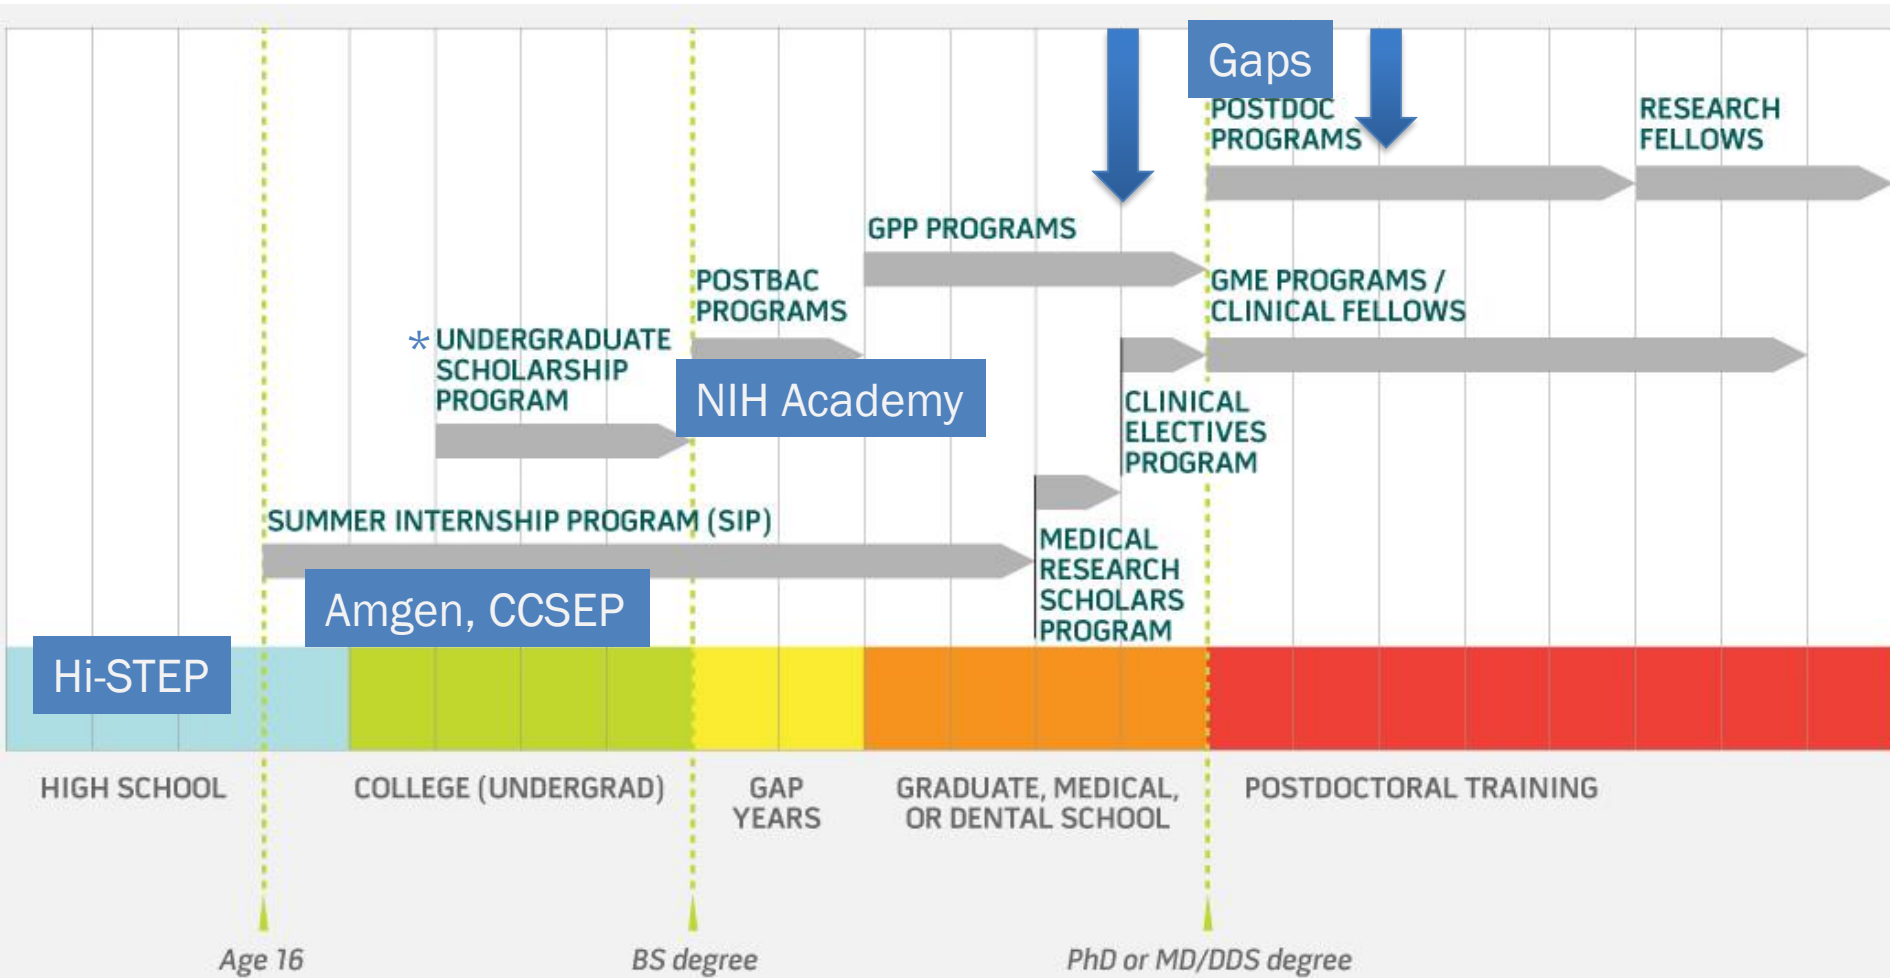 Gaps
POSTDOC
PROGRAMS
RESEARCH
FELLOWS
GPP PROGRAMS
POSTBAC
PROGRAMS
GME PROGRAMS /
CLINICAL FELLOWS
* UNDERGRADUATE
SCHOLARSHIP
PROGRAM
NIH Academy
CLINICAL
ELECTIVES
PROGRAM
SUMMER INTERNSHIP PROGRAM (SIP)
MEDICAL
RESEARCH
SCHOLARS
PROGRAM
Amgen, CCSEP
Hi-STEP
HIGH SCHOOL
COLLEGE (UNDERGRAD)
GAP
YEARS
GRADUATE, MEDICAL,
OR DENTAL SCHOOL
POSTDOCTORAL TRAINING
Age 16
BS degree
PhD or MD/DDS degree